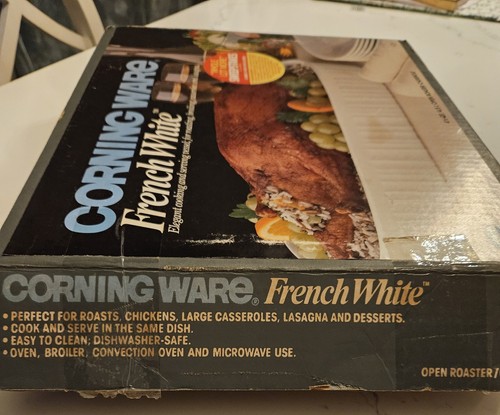 CORNING WARE
French White
Elegant cooking and serving
CORNING WARE® French White™
• PERFECT FOR ROASTS, CHICKENS, LARGE CASSEROLES, LASAGNA AND DESSERTS.
• COOK AND SERVE IN THE SAME DISH.
• EASY TO CLEAN; DISHWASHER-SAFE.
• OVEN, BROILER, CONVECTION OVEN AND MICROWAVE USE.
OPEN ROASTER/